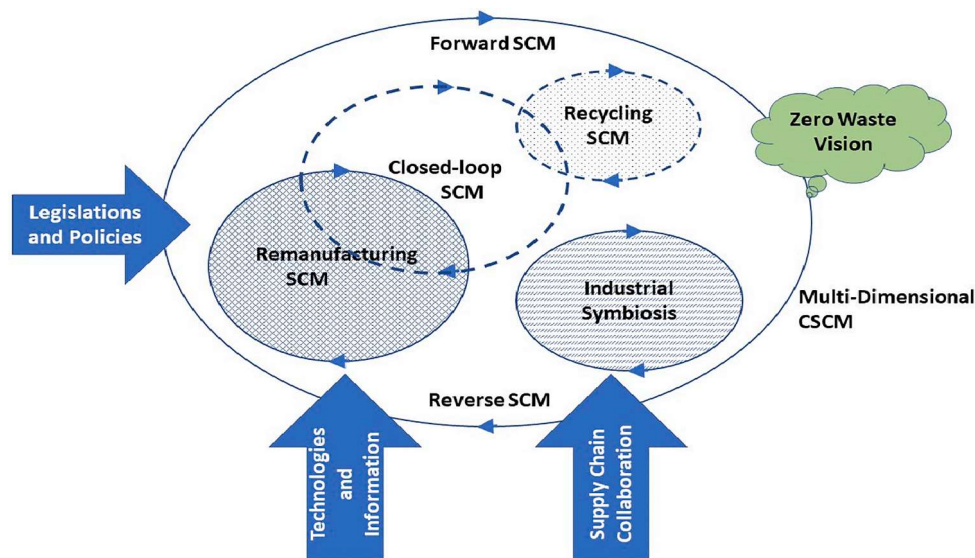 Forward SCM
Recycling
SCM
Zero Waste
Vision
Closed-loop
SCM
Legislations
and Policies
Remanufacturing
SCM
Industrial
Symbiosis
Multi-Dimensional
CSCM
Reverse SCM
Technologies
and
Information
Supply Chain
Collaboration